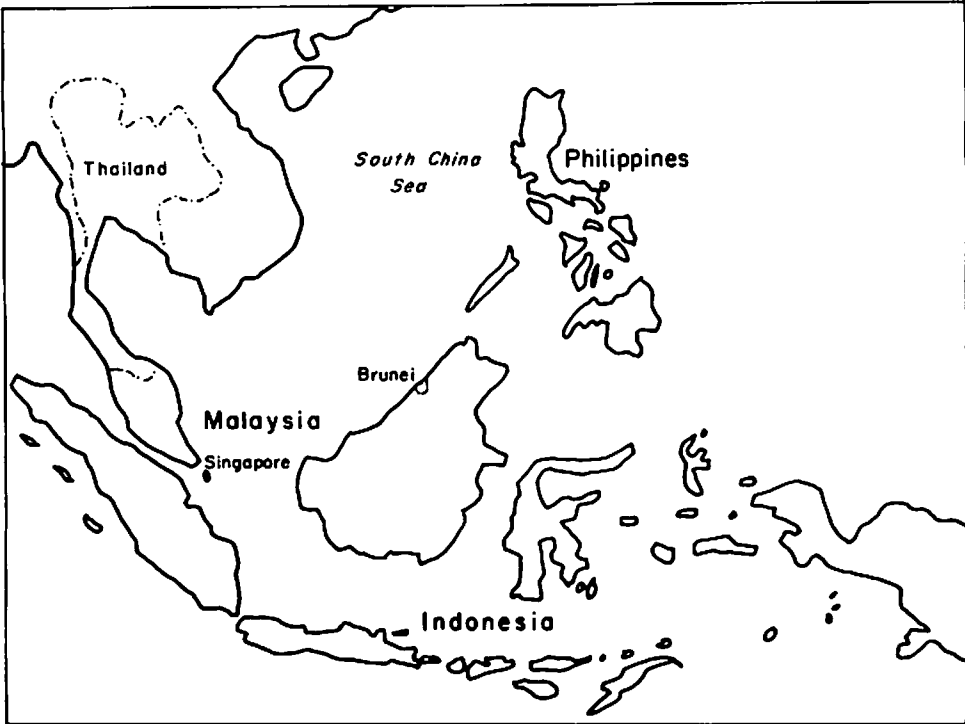 Thailand
South China
Sea
Philippines
Brunei
Malaysia
Singapore
Indonesia